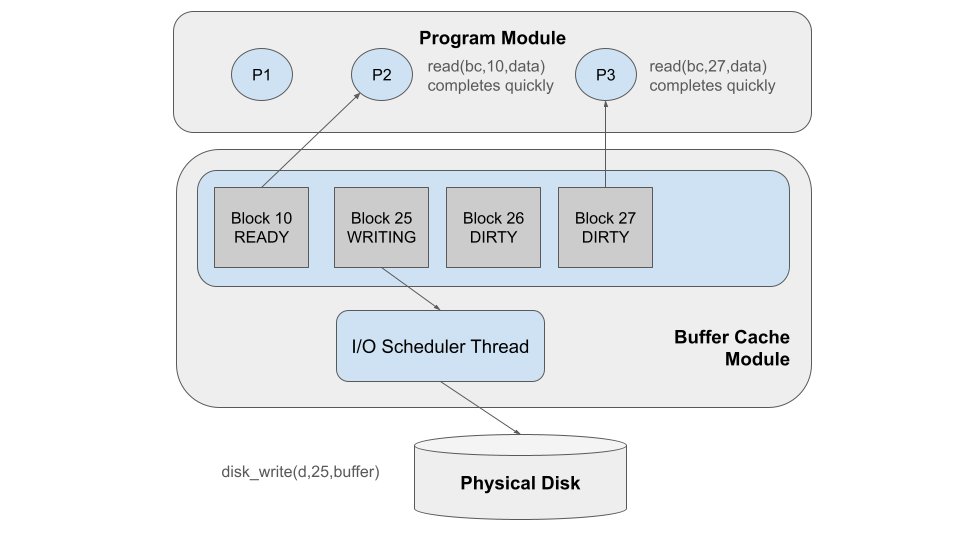 Program Module
P1
P2
read(bc,10,data)
completes quickly
P3
read(bc,27,data)
completes quickly
Block 10
READY
Block 25
WRITING
Block 26
DIRTY
Block 27
DIRTY
I/O Scheduler Thread
Buffer Cache
Module
disk_write(d,25,buffer)
Physical Disk